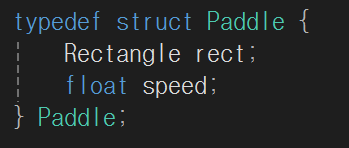 typedef struct Paddle {
Rectangle rect;
float speed;
} Paddle;